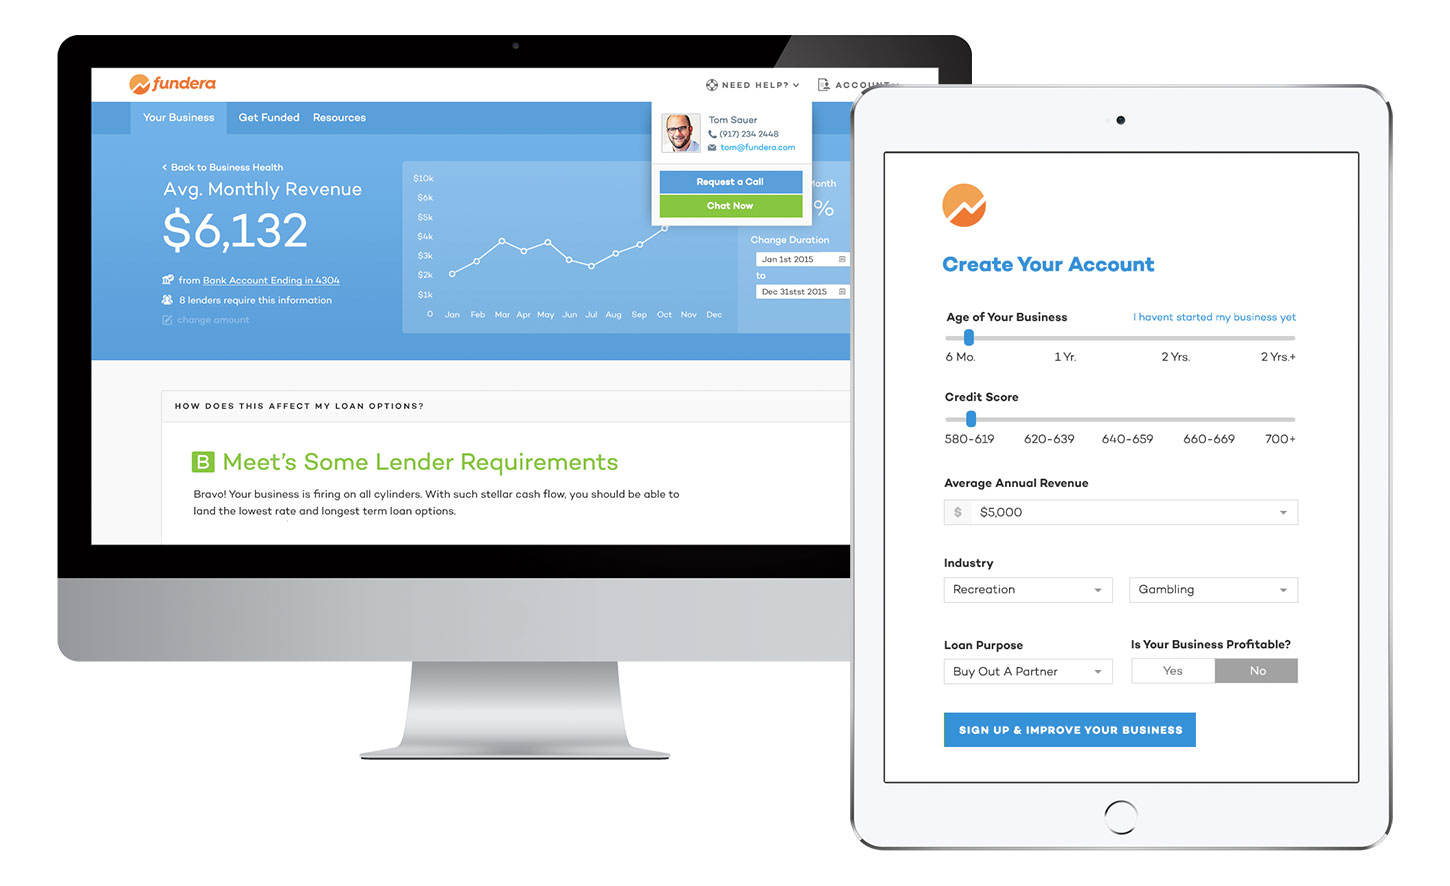 fundera
NEED HELP?
ACCOUNT
Your Business
Get Funded
Resources
Tom Sauer
(917) 234 2448
tom@fundera.com
Request a Call
Chat Now
Back to Business Health
Avg. Monthly Revenue
$6,132
from Bank Account Ending in 4304
8 lenders require this information
change amount
$10k
$6k
$5k
$4k
$3k
$2k
$1k
0
Jan Feb Mar Apr May Jun Jul Aug Sep Oct Nov Dec
Month
%
Change Duration
Jan 1st 2015
to
Dec 31stst 2015
HOW DOES THIS AFFECT MY LOAN OPTIONS?
B Meet's Some Lender Requirements
Bravo! Your business is firing on all cylinders. With such stellar cash flow, you should be able to
land the lowest rate and longest term loan options.
Create Your Account
Age of Your Business
I havent started my business yet
6 Mo. 1 Yr. 2 Yrs. 2 Yrs.+
Credit Score
580-619 620-639 640-659 660-669 700+
Average Annual Revenue
$ $5,000
Industry
Recreation
Gambling
Loan Purpose
Is Your Business Profitable?
Buy Out A Partner
Yes No
SIGN UP & IMPROVE YOUR BUSINESS